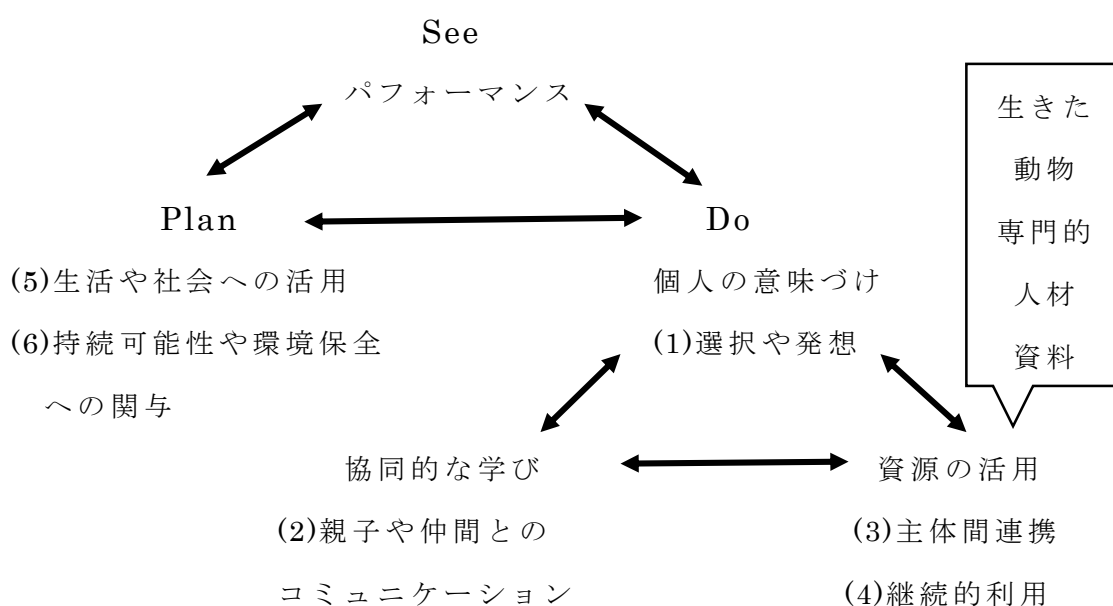 See
パフォーマンス
生きた
動物
専門的
人材
資料
Plan
Do
(5)生活や社会への活用
(6)持続可能性や環境保全
への関与
個人の意味づけ
(1)選択や発想
協同的な学び
(2)親子や仲間との
コミュニケーション
資源の活用
(3)主体間連携
(4)継続的利用